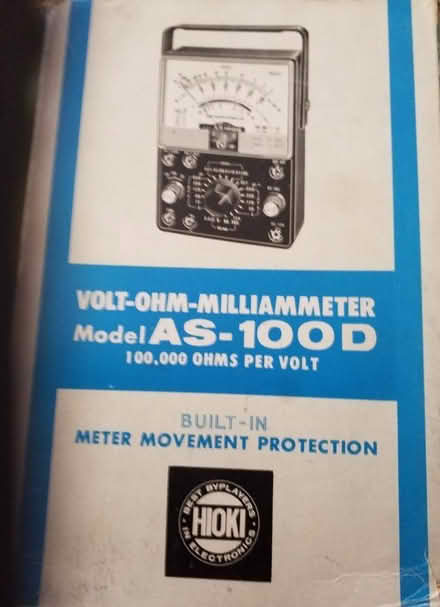 VOLT-OHM-MILLIAMMETER
Model AS-100D
100,000 OHMS PER VOLT
BUILT-IN
METER MOVEMENT PROTECTION
BEST BYPLAYERS
HIOKI
IN ELECTRONICS